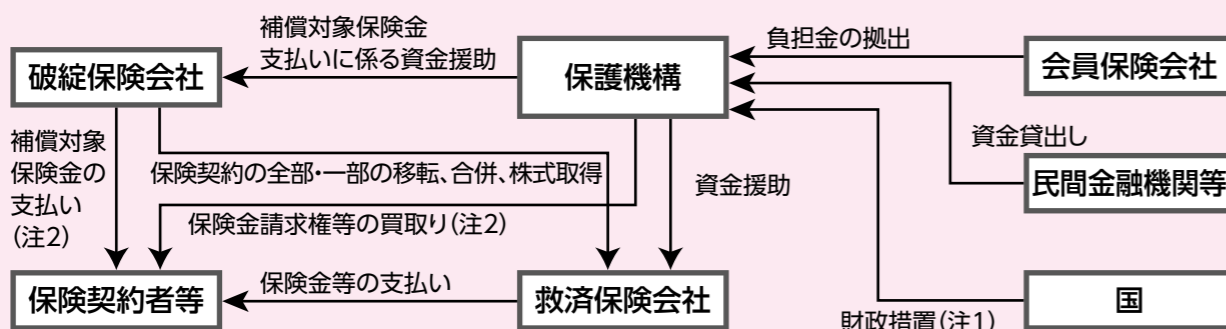 補償対象保険金
支払いに係る資金援助
負担金の拠出
破綻保険会社
保護機構
会員保険会社
補償対象
保険金の
支払い
(注2)
保険契約の全部・一部の移転、合併、株式取得
資金援助
資金貸出し
民間金融機関等
保険金請求権等の買取り(注2)
保険契約者等
保険金等の支払い
救済保険会社
国
財政措置(注1)